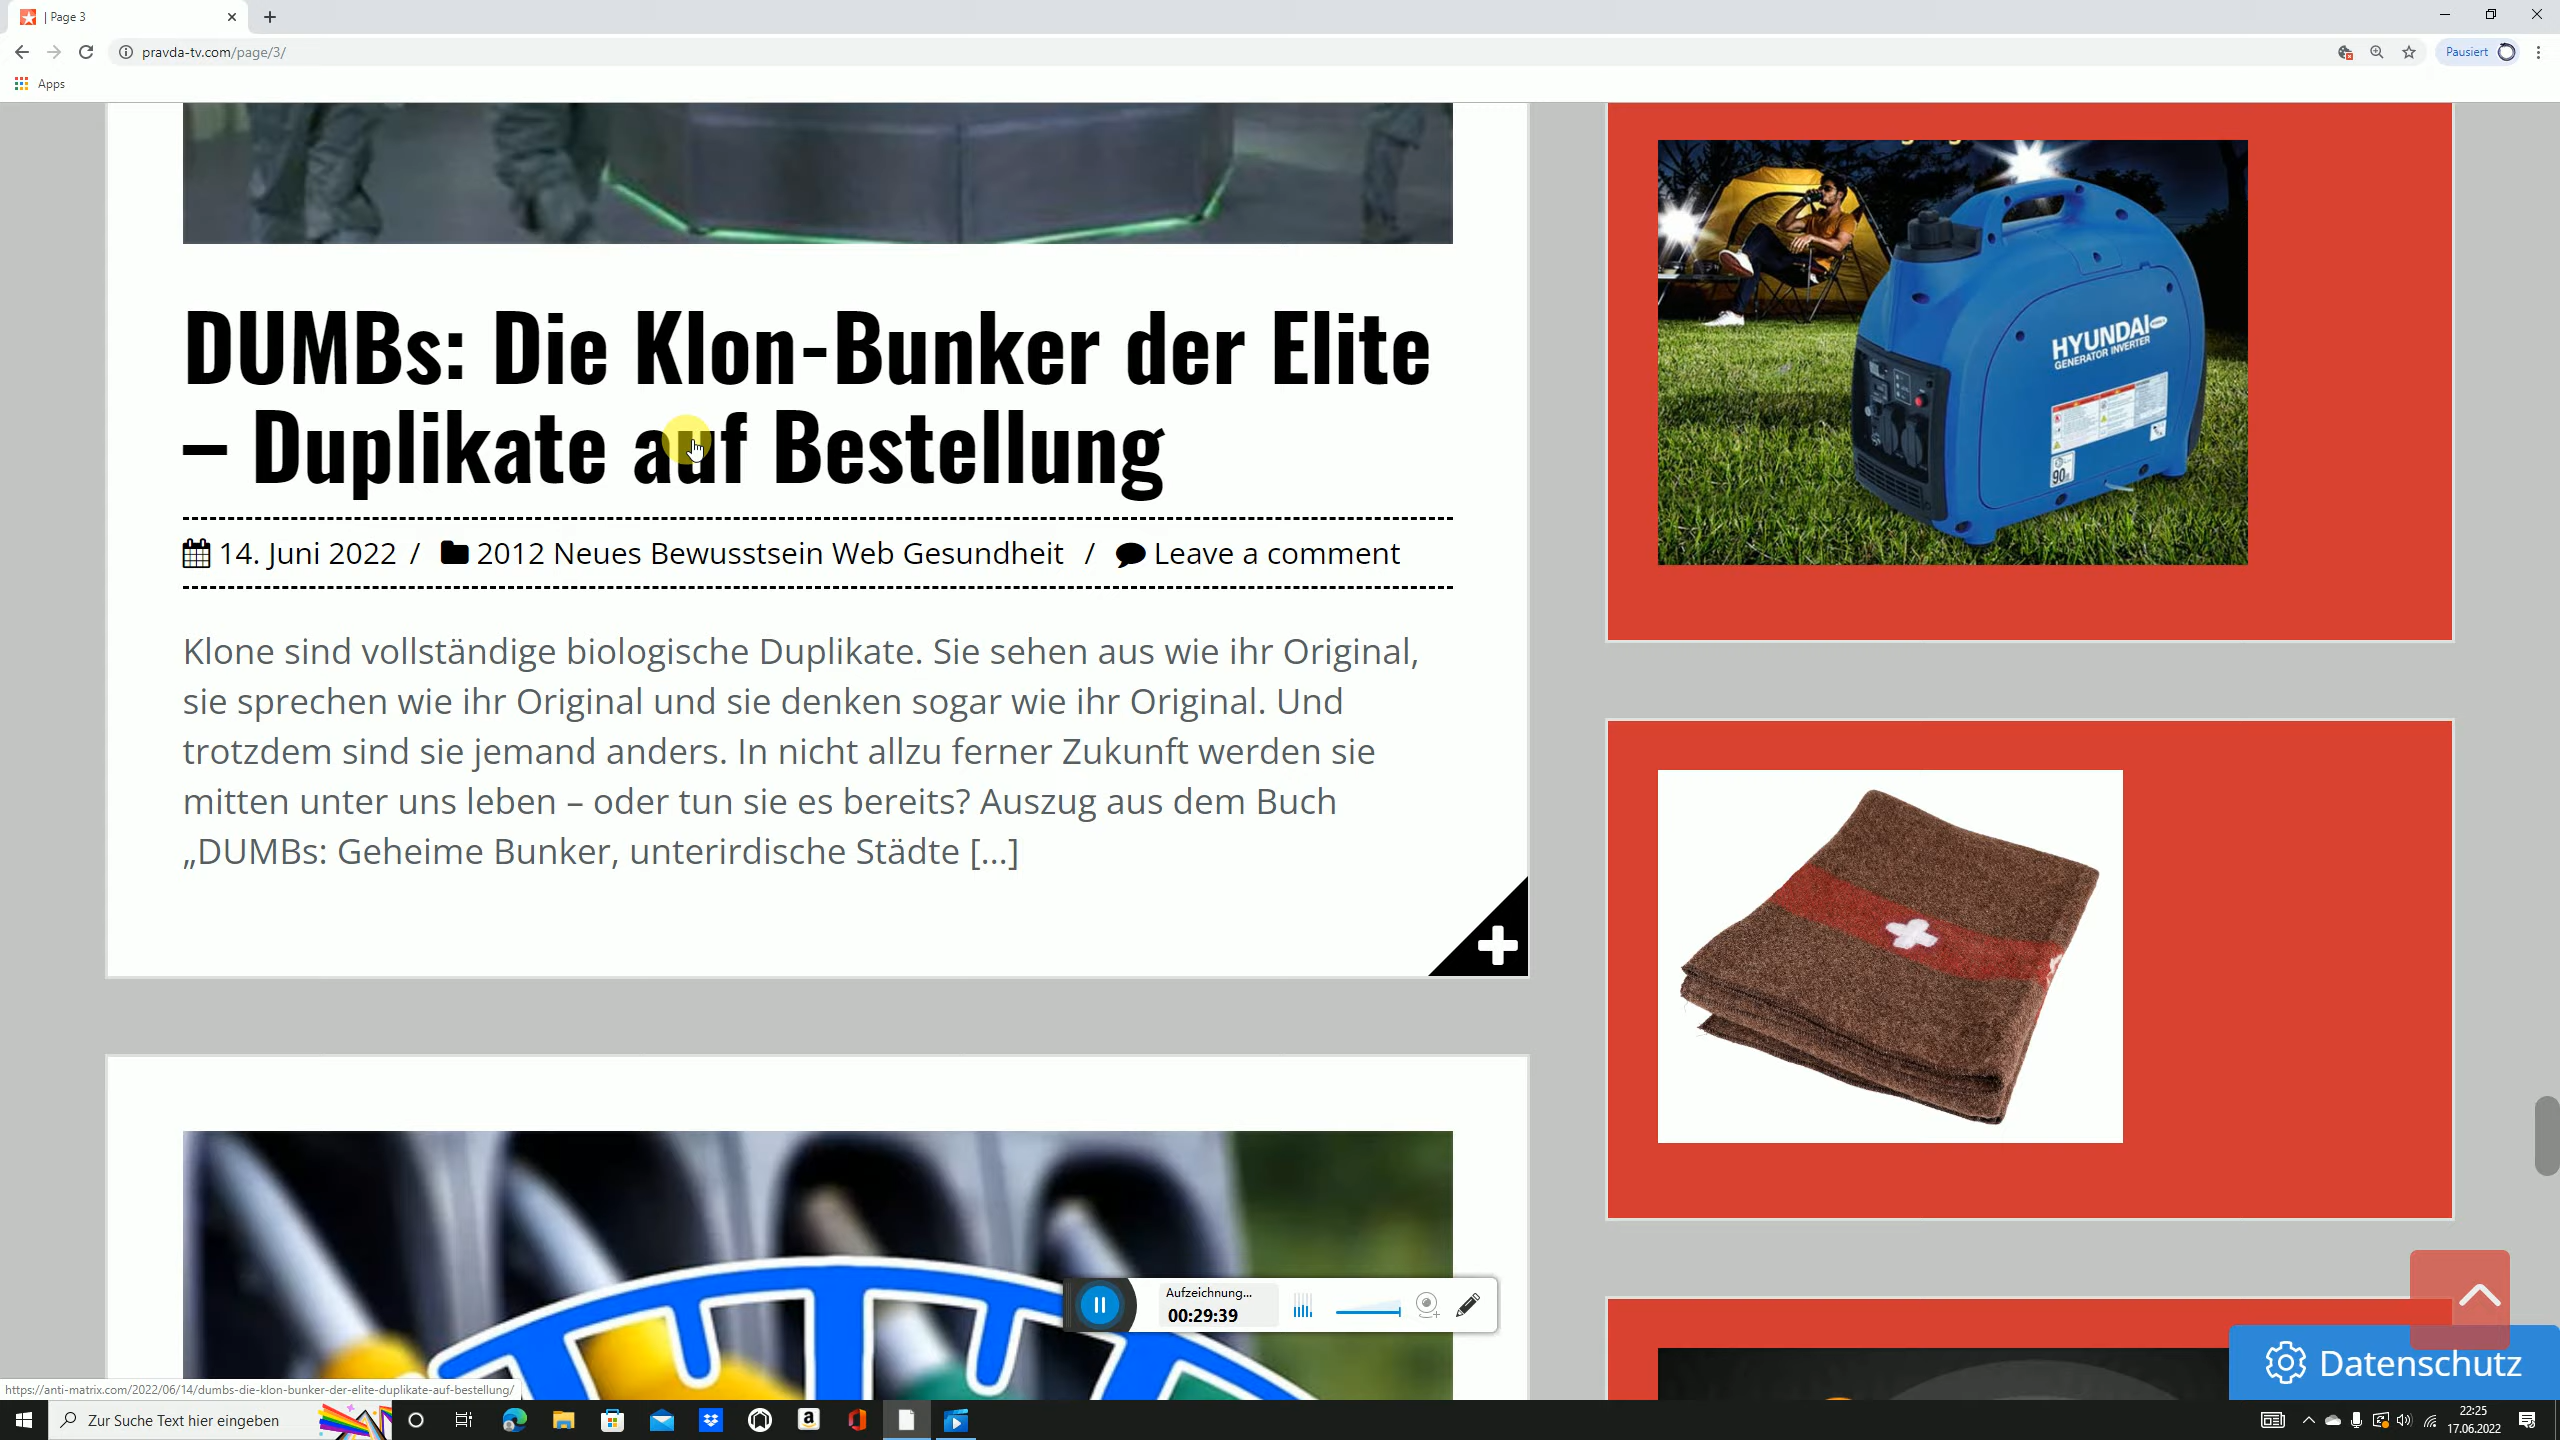 | Page 3
pravda-tv.com/page/3/
Pausiert
Apps
DUMBs: Die Klon-Bunker der Elite
– Duplikate auf Bestellung
14. Juni 2022 / 2012 Neues Bewusstsein Web Gesundheit / Leave a comment
Klone sind vollständige biologische Duplikate. Sie sehen aus wie ihr Original,
sie sprechen wie ihr Original und sie denken sogar wie ihr Original. Und
trotzdem sind sie jemand anders. In nicht allzu ferner Zukunft werden sie
mitten unter uns leben – oder tun sie es bereits? Auszug aus dem Buch
„DUMBs: Geheime Bunker, unterirdische Städte [...]
HYUNDAI
GENERATOR INVERTER
90
Aufzeichnung...
00:29:39
Datenschutz
https://anti-matrix.com/2022/06/14/dumbs-die-klon-bunker-der-elite-duplikate-auf-bestellung/
Zur Suche Text hier eingeben
22:25
17.06.2022